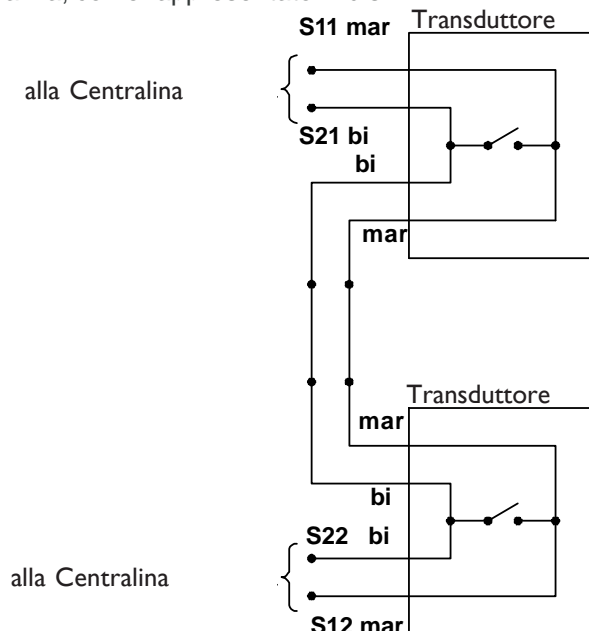 S11 mar Transduttore
alla Centralina
S21 bi
bi
mar
Transduttore
mar
bi
S22 bi
alla Centralina
S12 mar